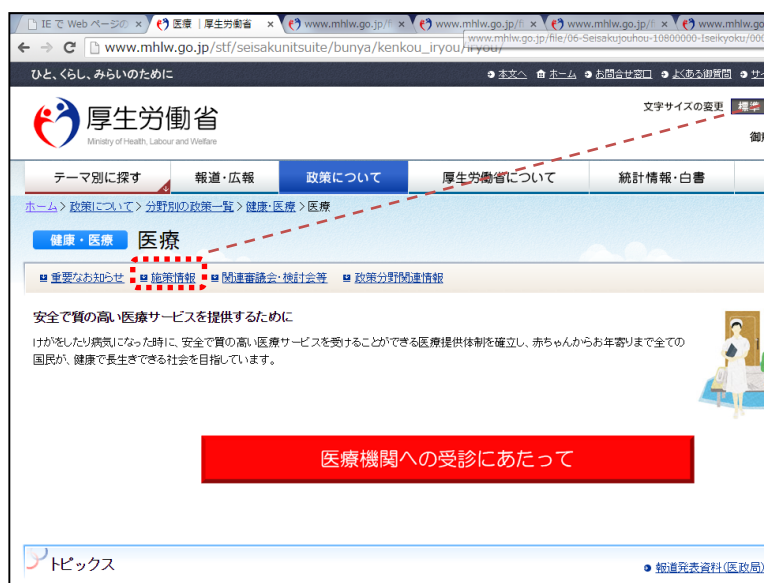 IE で Web ページの
医療 | 厚生労働省
www.mhlw.go.jp/fi
www.mhlw.go.jp/f
www.mhlw.go.jp/fi
www.mhlw
www.mhlw.go.jp/stf/seisakunitsuite/bunya/kenkou_iryou/iryou/
www.mhlw.go.jp/file/06-Seisakujouhou-10800000-Iseikyoku/000
ひと、くらし、みらいのために
本文へ ホーム お問合せ窓口 よくある御質問 サイ
厚生労働省
Ministry of Health, Labour and Welfare
文字サイズの変更 標準
テーマ別に探す 報道・広報 政策について 厚生労働省について 統計情報・白書
ホーム > 政策について > 分野別の政策一覧 > 健康・医療 > 医療
健康・医療 医療
重要なお知らせ 施策情報 関連審議会・検討会等 政策分野関連情報
安全で質の高い医療サービスを提供するために
けがをしたり病気になった時に、安全で質の高い医療サービスを受けることができる医療提供体制を確立し、赤ちゃんからお年寄りまで全ての
国民が、健康で長生きできる社会を目指しています。
医療機関への受診にあたって
トピックス
報道発表資料(医政局)